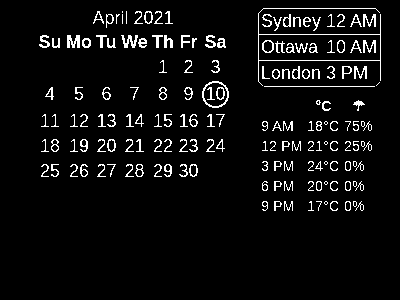 April 2021
Su Mo Tu We Th Fr Sa
1 2 3
4 5 6 7 8 9 10
11 12 13 14 15 16 17
18 19 20 21 22 23 24
25 26 27 28 29 30
Sydney 12 AM
Ottawa 10 AM
London 3 PM
°C
9 AM 18°C 75%
12 PM 21°C 25%
3 PM 24°C 0%
6 PM 20°C 0%
9 PM 17°C 0%